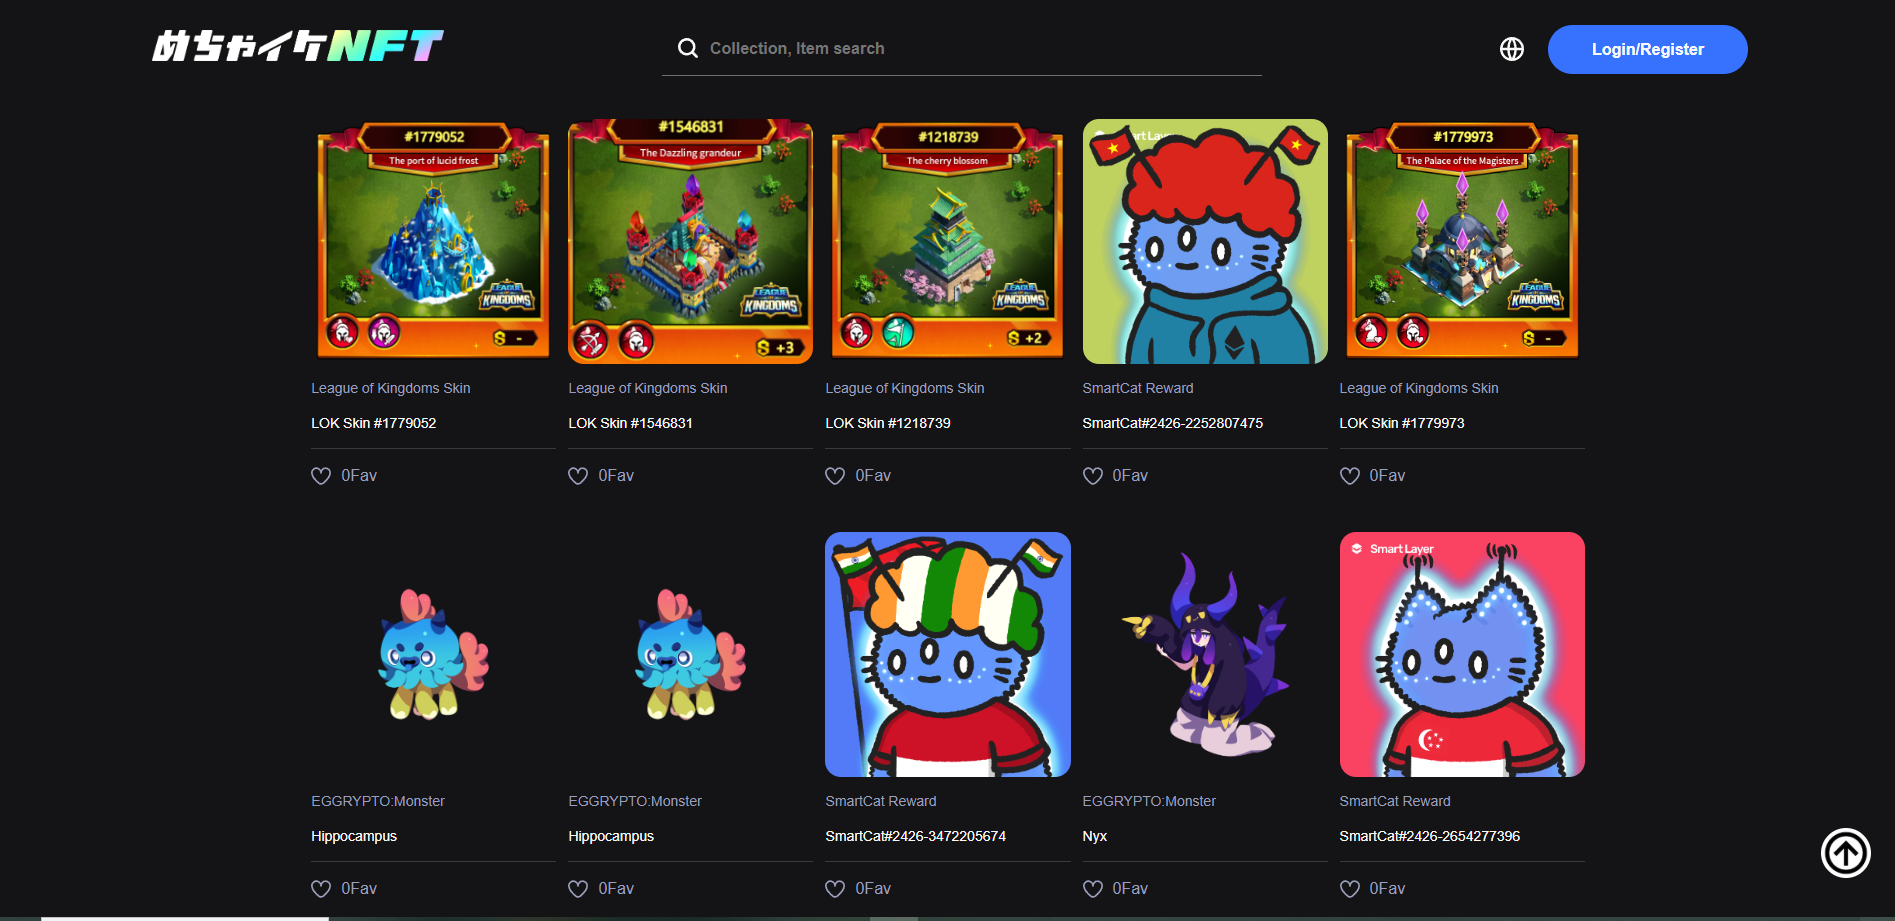 めちゃイケNFT
Collection, Item search
Login/Register
#1779052
The port of lucid frost
LEAGUE OF KINGDOMS
-
League of Kingdoms Skin
LOK Skin #1779052
0Fav
#1546831
The Dazzling grandeur
LEAGUE OF KINGDOMS
+3
League of Kingdoms Skin
LOK Skin #1546831
0Fav
#1218739
The cherry blossom
LEAGUE OF KINGDOMS
+2
League of Kingdoms Skin
LOK Skin #1218739
0Fav
SmartCat Reward
SmartCat#2426-2252807475
0Fav
#1779973
The Palace of the Magisters
LEAGUE OF KINGDOMS
-
League of Kingdoms Skin
LOK Skin #1779973
0Fav
EGGRYPTO:Monster
Hippocampus
0Fav
EGGRYPTO:Monster
Hippocampus
0Fav
SmartCat Reward
SmartCat#2426-3472205674
0Fav
EGGRYPTO:Monster
Nyx
0Fav
Smart Layer
SmartCat Reward
SmartCat#2426-2654277396
0Fav